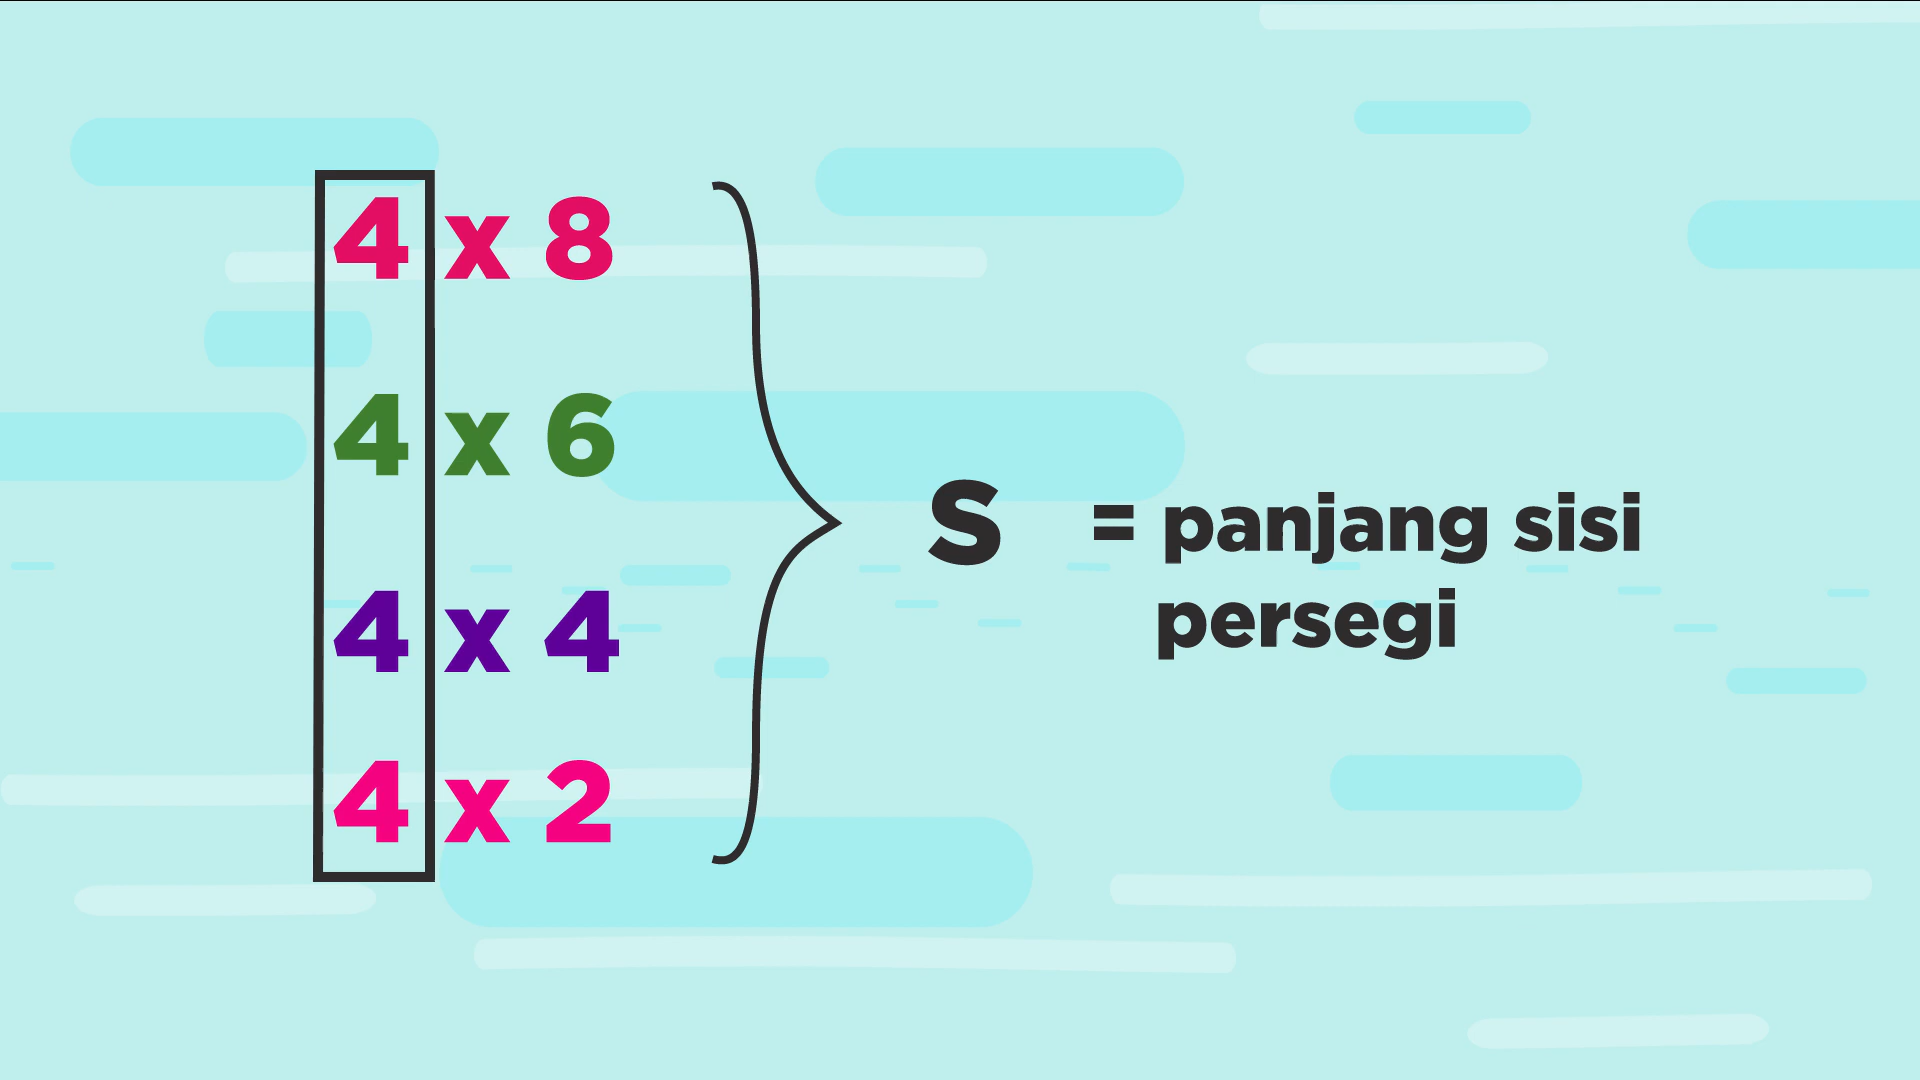 4 x 8
4 x 6
4 x 4
4 x 2
S = panjang sisi
persegi